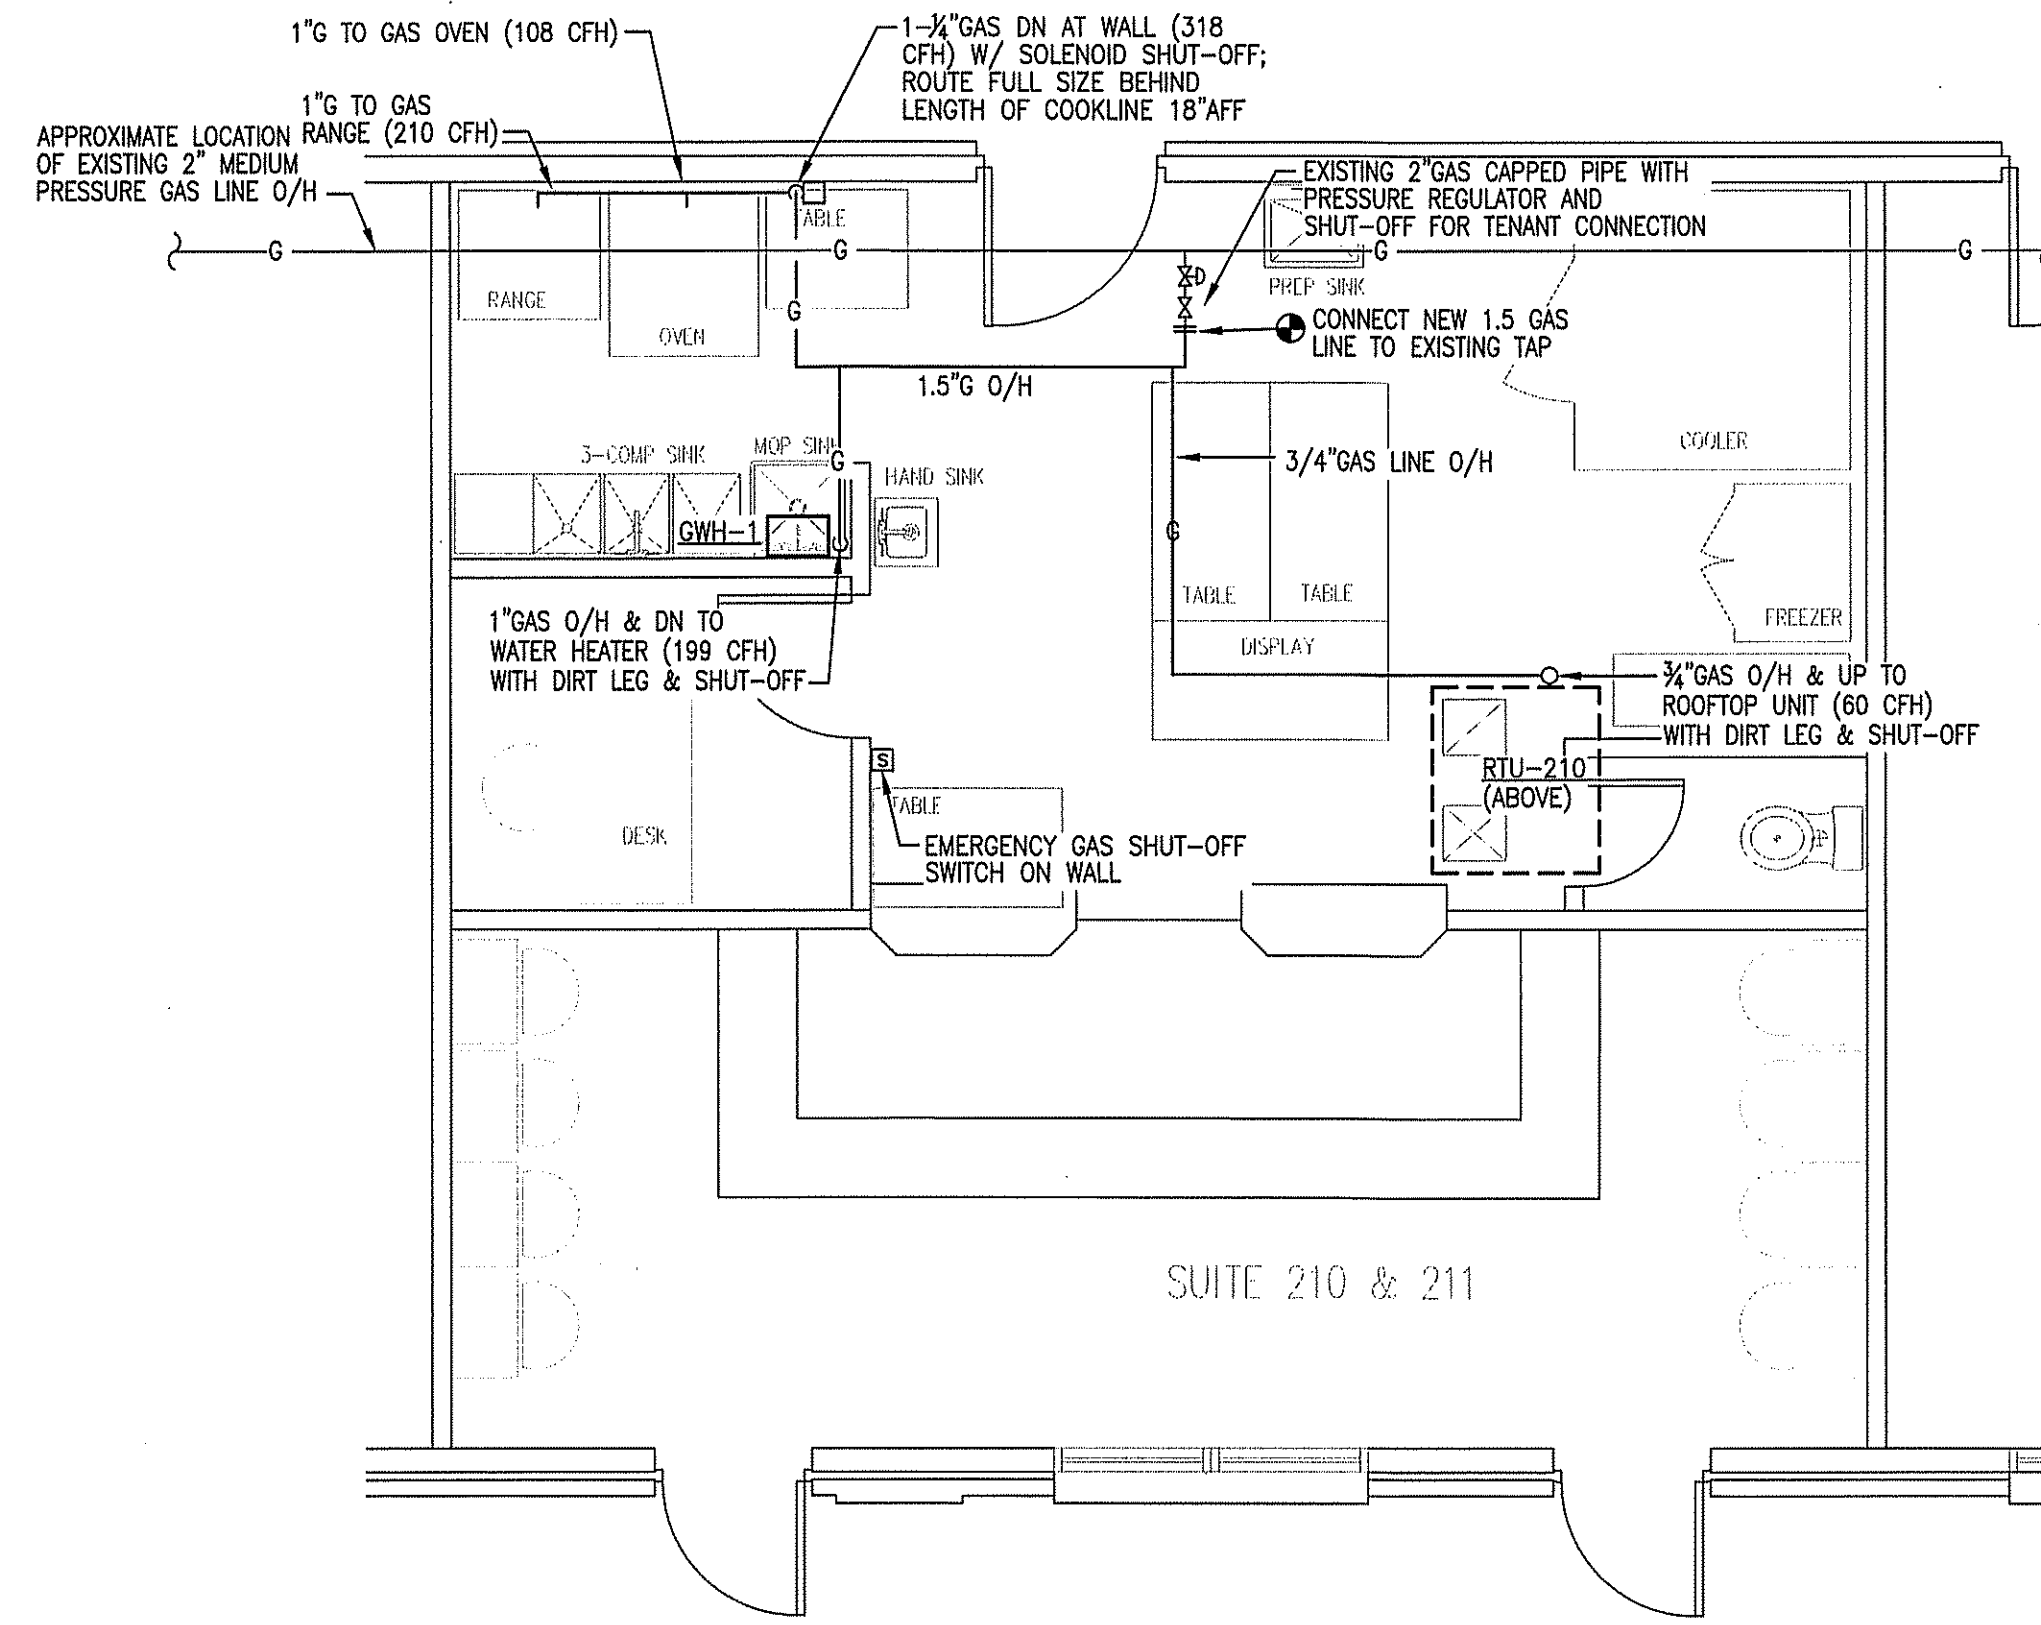 1"G TO GAS OVEN (108 CFH)
1-¼"GAS DN AT WALL (318
CFH) W/ SOLENOID SHUT-OFF;
ROUTE FULL SIZE BEHIND
LENGTH OF COOKLINE 18"AFF
1"G TO GAS
RANGE (210 CFH)
APPROXIMATE LOCATION
OF EXISTING 2" MEDIUM
PRESSURE GAS LINE O/H
EXISTING 2"GAS CAPPED PIPE WITH
PRESSURE REGULATOR AND
SHUT-OFF FOR TENANT CONNECTION
TABLE
G
G
G
G
RANGE
OVEN
G
D
PREP SINK
CONNECT NEW 1.5 GAS
LINE TO EXISTING TAP
1.5"G O/H
3-COMP SINK
MOP SINK
G
HAND SINK
3/4"GAS LINE O/H
COOLER
GWH-1
G
TABLE
TABLE
FREEZER
DISPLAY
1"GAS O/H & DN TO
WATER HEATER (199 CFH)
WITH DIRT LEG & SHUT-OFF
¾"GAS O/H & UP TO
ROOFTOP UNIT (60 CFH)
WITH DIRT LEG & SHUT-OFF
S
RTU-210
(ABOVE)
TABLE
DESK
EMERGENCY GAS SHUT-OFF
SWITCH ON WALL
SUITE 210 & 211